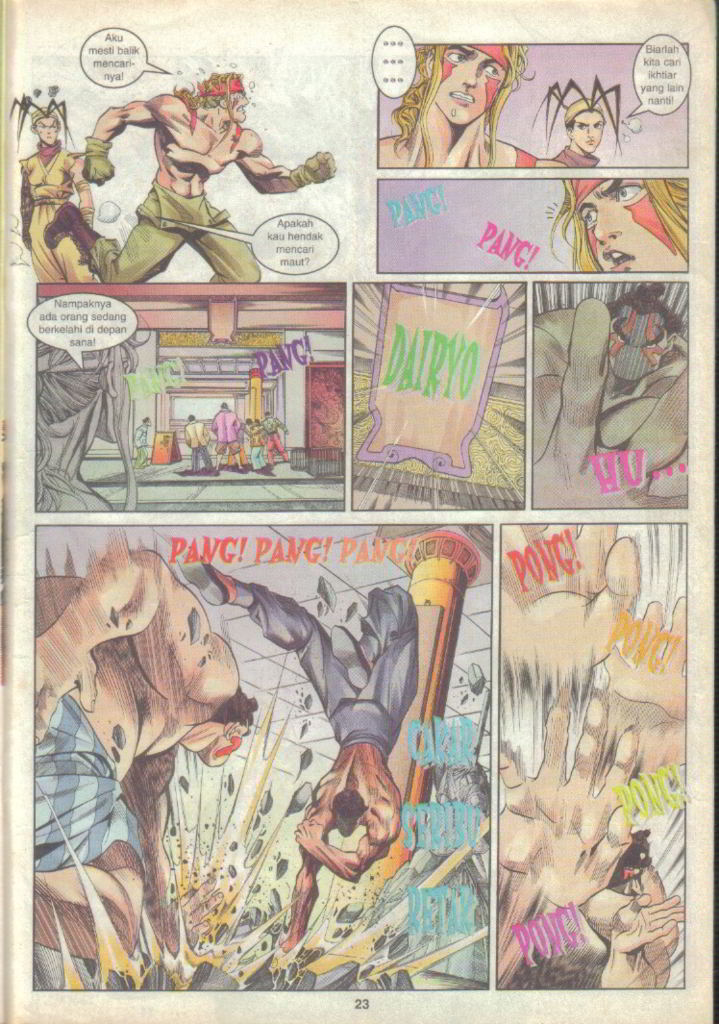 Aku
mesti balik
mencari-
nya!
Apakah
kau hendak
mencari
maut?
...
...
...
Biarlah
kita cari
ikhtiar
yang lain
nanti!
PANG!
PANG!
Nampaknya
ada orang sedang
berkelahi di depan
sana!
PANG!
PANG!
DAIRYO
HU...
PANG! PANG! PANG!
CAKAR
SERIBU
RETAK
PONG!
PONG!
PONG!
PONG!
23